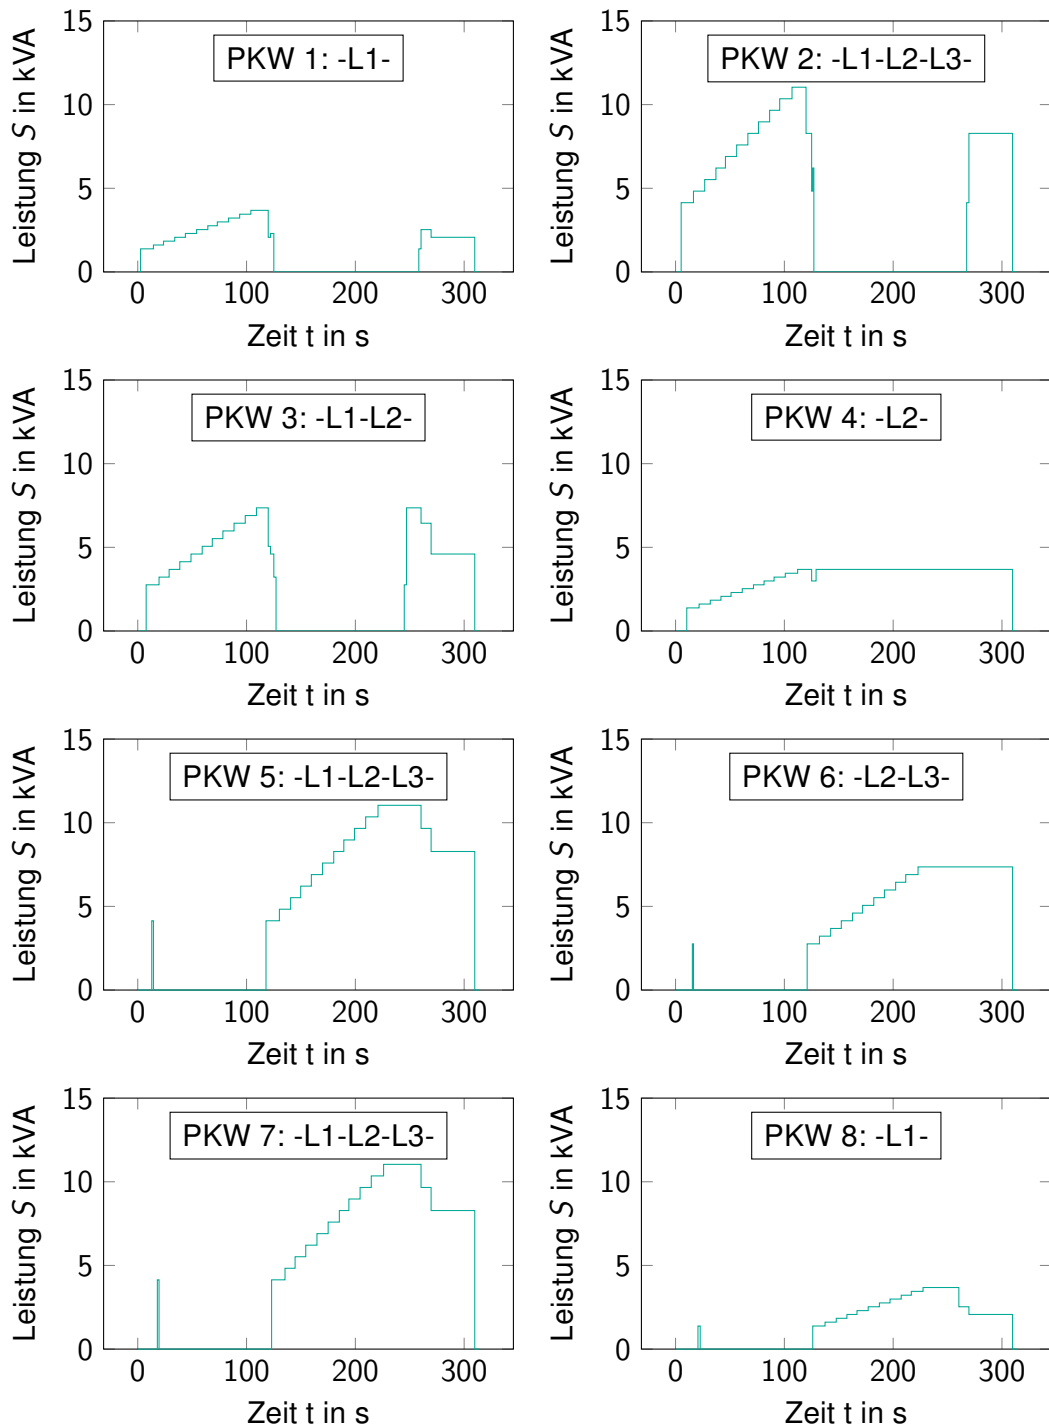 PKW 1: -L1-
Leistung S in kVA
15
10
5
0
0 100 200 300
Zeit t in s
PKW 2: -L1-L2-L3-
Leistung S in kVA
15
10
5
0
0 100 200 300
Zeit t in s
PKW 3: -L1-L2-
Leistung S in kVA
15
10
5
0
0 100 200 300
Zeit t in s
PKW 4: -L2-
Leistung S in kVA
15
10
5
0
0 100 200 300
Zeit t in s
PKW 5: -L1-L2-L3-
Leistung S in kVA
15
10
5
0
0 100 200 300
Zeit t in s
PKW 6: -L2-L3-
Leistung S in kVA
15
10
5
0
0 100 200 300
Zeit t in s
PKW 7: -L1-L2-L3-
Leistung S in kVA
15
10
5
0
0 100 200 300
Zeit t in s
PKW 8: -L1-
Leistung S in kVA
15
10
5
0
0 100 200 300
Zeit t in s